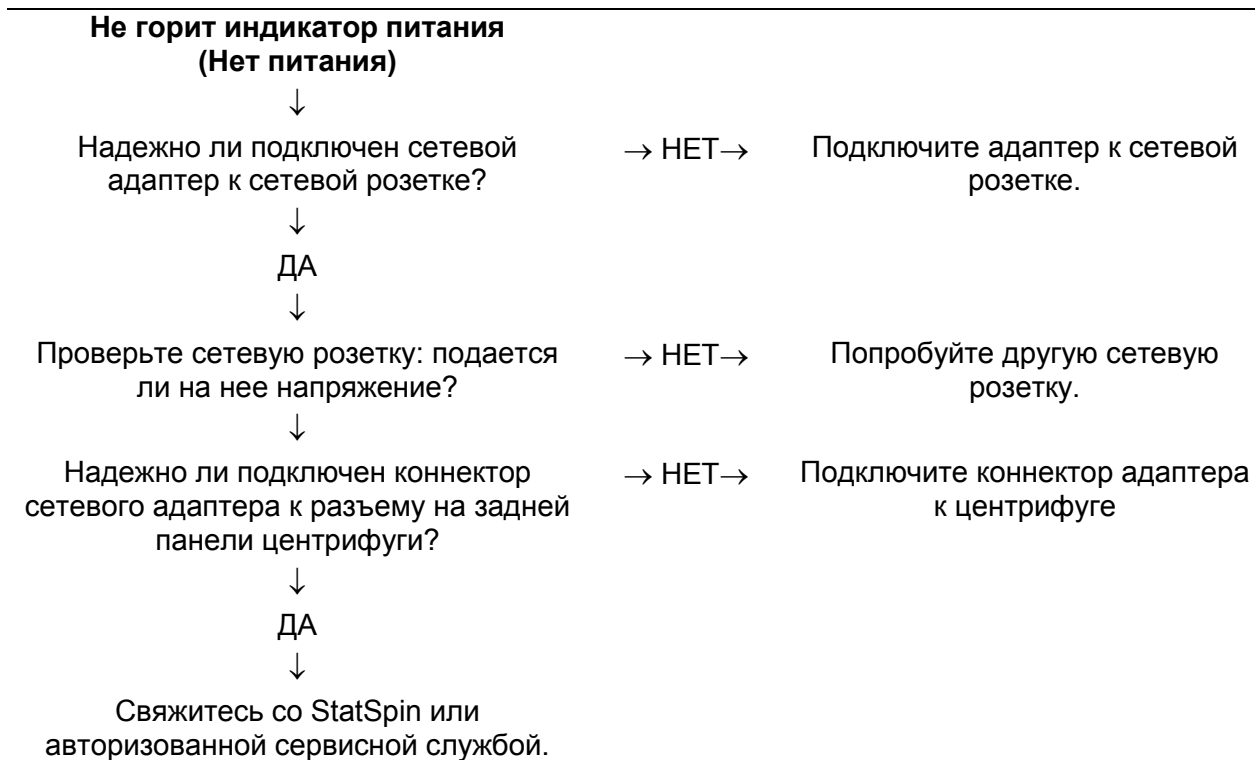 Не горит индикатор питания
(Нет питания)
↓
Надежно ли подключен сетевой
адаптер к сетевой розетке?
→ НЕТ→
Подключите адаптер к сетевой
розетке.
↓
ДА
↓
Проверьте сетевую розетку: подается
ли на нее напряжение?
→ НЕТ→
Попробуйте другую сетевую
розетку.
↓
Надежно ли подключен коннектор
сетевого адаптера к разъему на задней
панели центрифуги?
→ НЕТ→
Подключите коннектор адаптера
к центрифуге
↓
ДА
↓
Свяжитесь со StatSpin или
авторизованной сервисной службой.